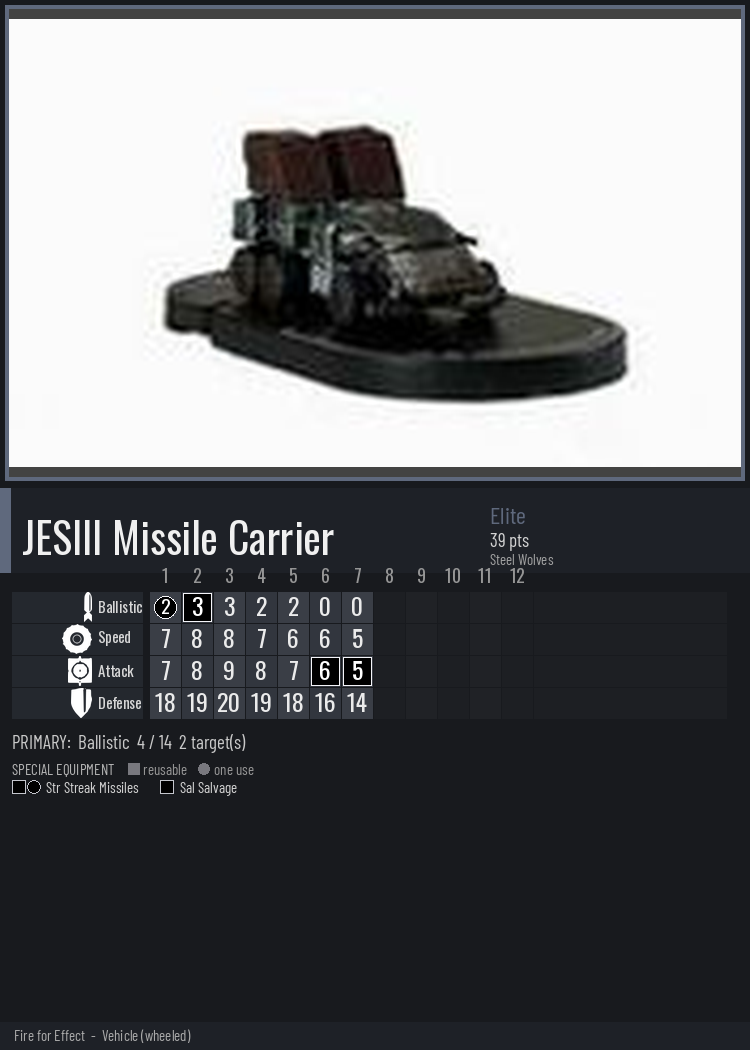 JESIII Missile Carrier
Elite
39 pts
Steel Wolves
1 2 3 4 5 6 7 8 9 10 11 12
Ballistic 2 3 3 2 2 0 0
Speed 7 8 8 7 6 6 5
Attack 7 8 9 8 7 6 5
Defense 18 19 20 19 18 16 14
PRIMARY: Ballistic 4 / 14 2 target(s)
SPECIAL EQUIPMENT reusable one use
Str Streak Missiles Sal Salvage
Fire for Effect - Vehicle (wheeled)